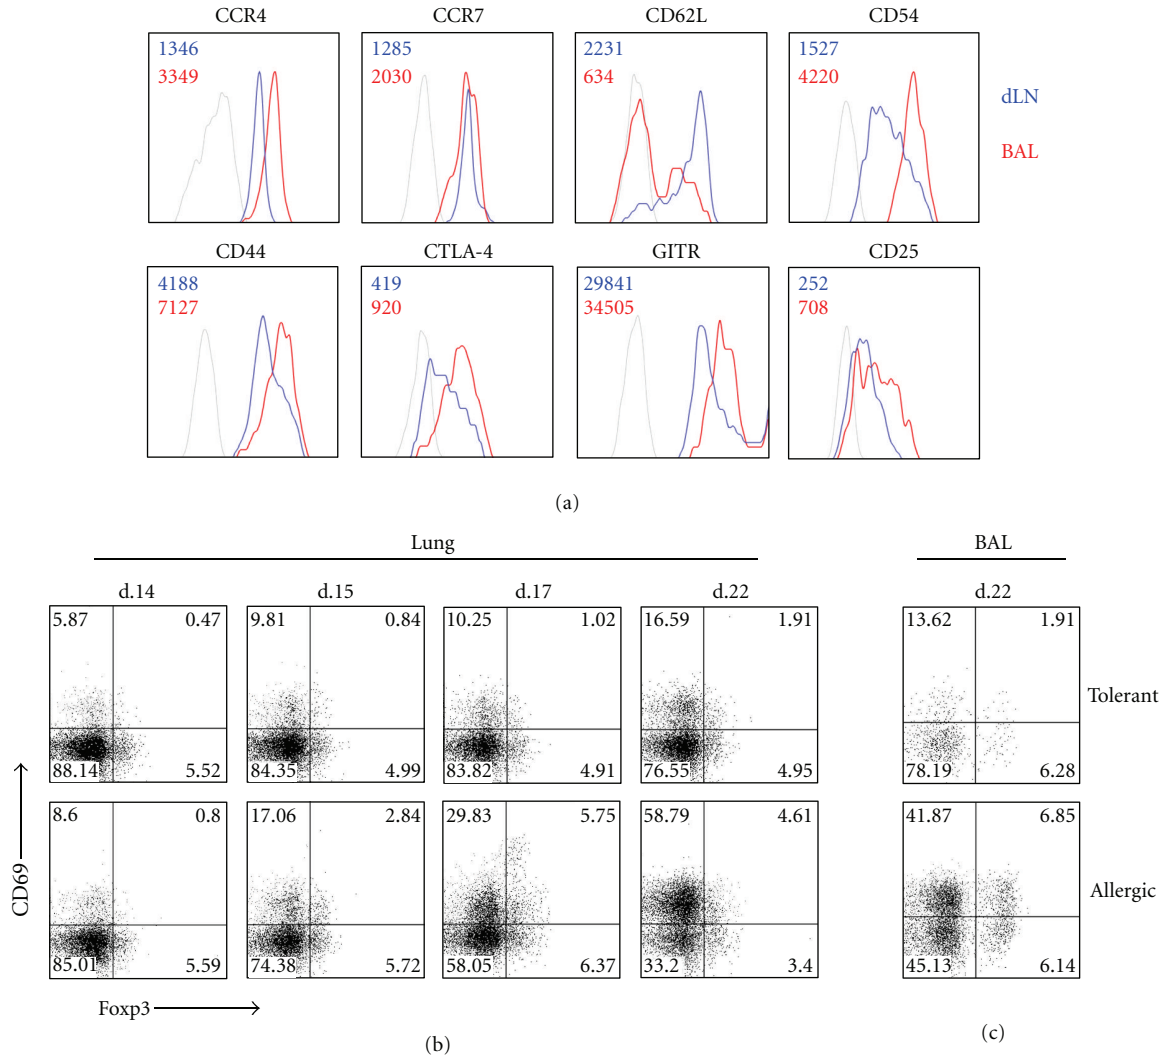 CCR4 CCR7 CD62L CD54
1346 1285 2231 1527
3349 2030 634 4220
dLN
BAL
CD44 CTLA-4 GITR CD25
4188 419 29841 252
7127 920 34505 708
(a)
Lung BAL
d.14 d.15 d.17 d.22 d.22
5.87 0.47 9.81 0.84 10.25 1.02 16.59 1.91 13.62 1.91
Tolerant
88.14 5.52 84.35 4.99 83.82 4.91 76.55 4.95 78.19 6.28
8.6 0.8 17.06 2.84 29.83 5.75 58.79 4.61 41.87 6.85
CD69
Allergic
85.01 5.59 74.38 5.72 58.05 6.37 33.2 3.4 45.13 6.14
Foxp3
(b) (c)